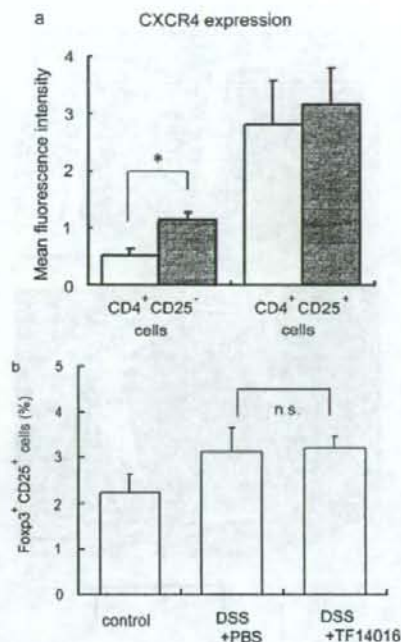 a
CXCR4 expression
Mean fluorescence intensity
4
3
2
1
0
*
CD4+CD25- cells
CD4+CD25+ cells
b
Foxp3+ CD25+ cells (%)
5
4
3
2
1
0
n.s.
control
DSS +PBS
DSS +TF14016